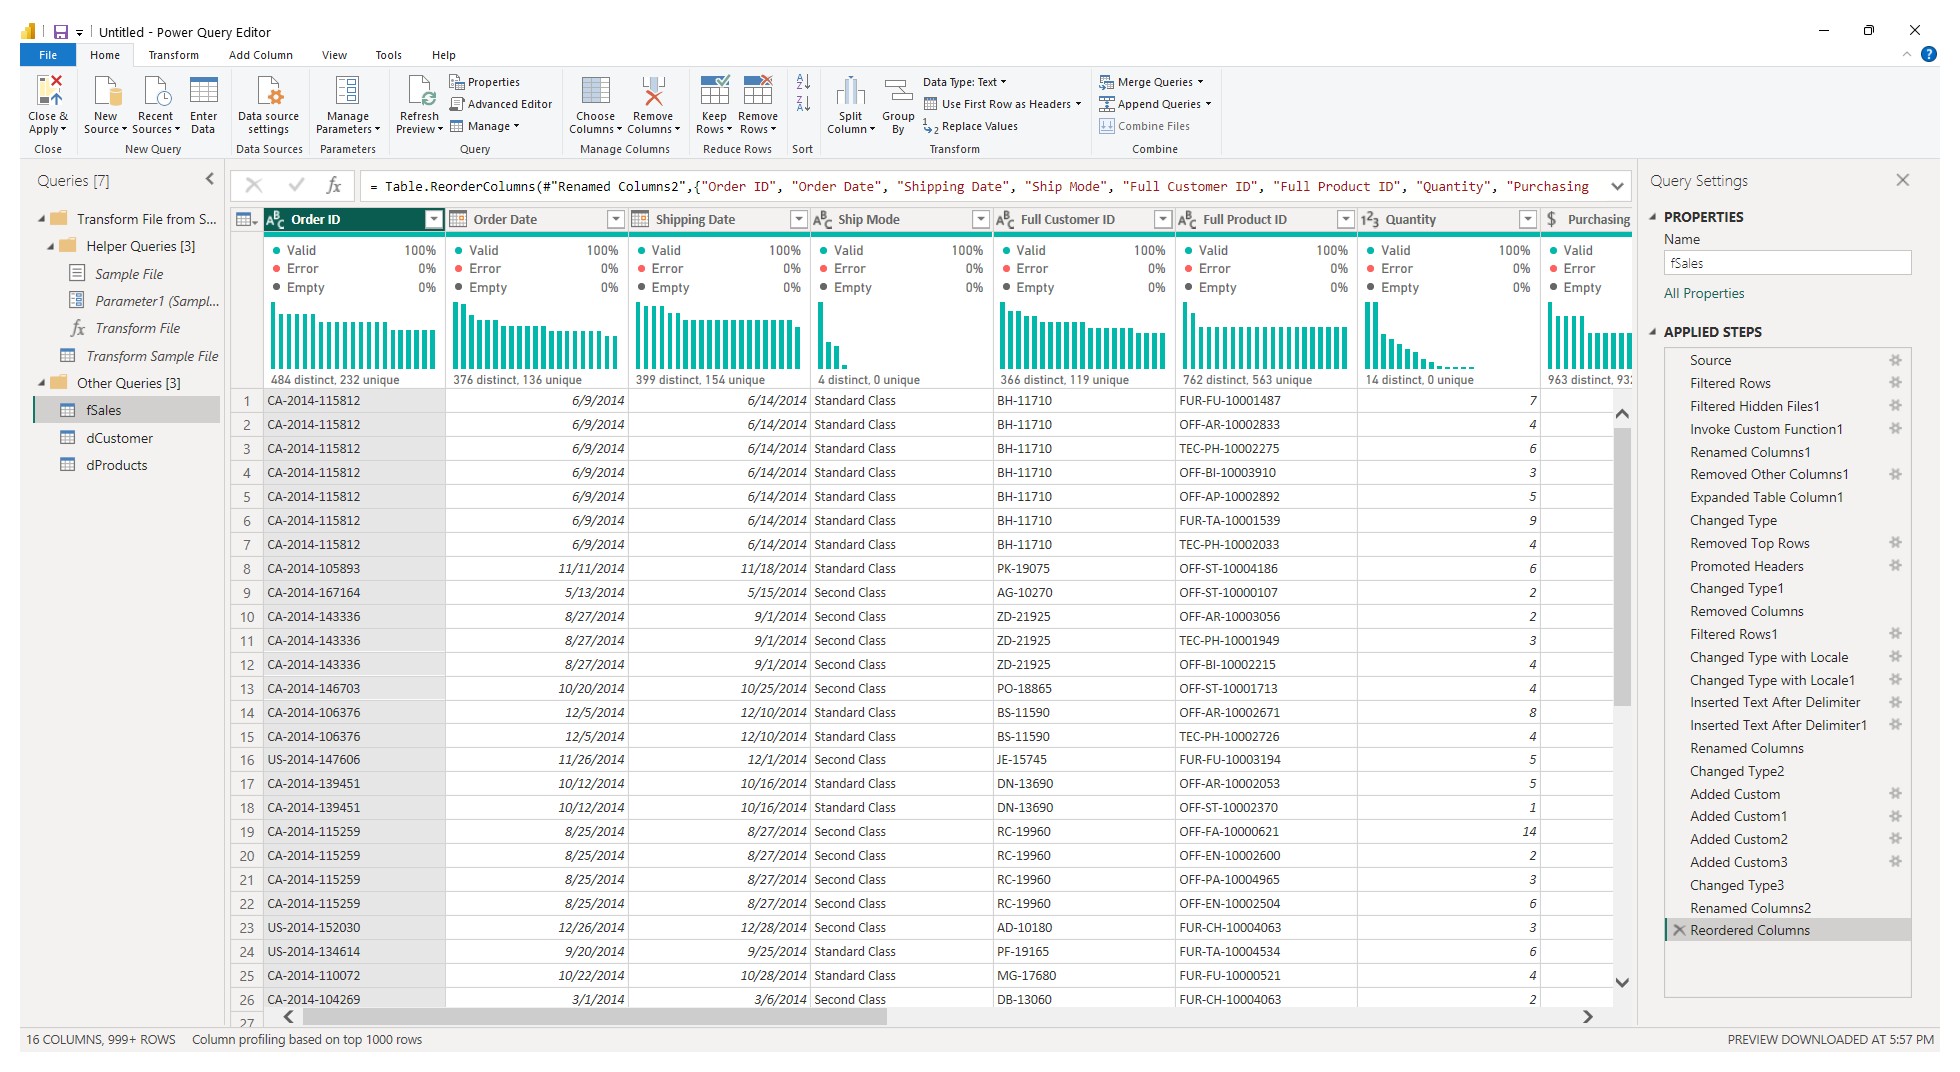 Untitled - Power Query Editor
File Home Transform Add Column View Tools Help
Close & Apply
Close
New Source
Recent Sources
Enter Data
New Query
Data source settings
Data Sources
Manage Parameters
Parameters
Refresh Preview
Properties
Advanced Editor
Manage
Query
Choose Columns
Remove Columns
Manage Columns
Keep Rows
Remove Rows
Reduce Rows
Sort
Split Column
Group By
Data Type: Text
Use First Row as Headers
Replace Values
Transform
Merge Queries
Append Queries
Combine Files
Combine
Queries [7]
Transform File from S...
Helper Queries [3]
Sample File
Parameter1 (Sampl...
Transform File
Transform Sample File
Other Queries [3]
fSales
dCustomer
dProducts
= Table.ReorderColumns(#"Renamed Columns2",{"Order ID", "Order Date", "Shipping Date", "Ship Mode", "Full Customer ID", "Full Product ID", "Quantity", "Purchasing
Order ID Order Date Shipping Date Ship Mode Full Customer ID Full Product ID Quantity Purchasing
Valid 100% Valid 100% Valid 100% Valid 100% Valid 100% Valid 100% Valid 100% Valid
Error 0% Error 0% Error 0% Error 0% Error 0% Error 0% Error 0% Error
Empty 0% Empty 0% Empty 0% Empty 0% Empty 0% Empty 0% Empty 0% Empty
484 distinct, 232 unique 376 distinct, 136 unique 399 distinct, 154 unique 4 distinct, 0 unique 366 distinct, 119 unique 762 distinct, 563 unique 14 distinct, 0 unique 963 distinct, 932
1 CA-2014-115812 6/9/2014 6/14/2014 Standard Class BH-11710 FUR-FU-10001487 7
2 CA-2014-115812 6/9/2014 6/14/2014 Standard Class BH-11710 OFF-AR-10002833 4
3 CA-2014-115812 6/9/2014 6/14/2014 Standard Class BH-11710 TEC-PH-10002275 6
4 CA-2014-115812 6/9/2014 6/14/2014 Standard Class BH-11710 OFF-BI-10003910 3
5 CA-2014-115812 6/9/2014 6/14/2014 Standard Class BH-11710 OFF-AP-10002892 5
6 CA-2014-115812 6/9/2014 6/14/2014 Standard Class BH-11710 FUR-TA-10001539 9
7 CA-2014-115812 6/9/2014 6/14/2014 Standard Class BH-11710 TEC-PH-10002033 4
8 CA-2014-105893 11/11/2014 11/18/2014 Standard Class PK-19075 OFF-ST-10004186 6
9 CA-2014-167164 5/13/2014 5/15/2014 Second Class AG-10270 OFF-ST-10000107 2
10 CA-2014-143336 8/27/2014 9/1/2014 Second Class ZD-21925 OFF-AR-10003056 2
11 CA-2014-143336 8/27/2014 9/1/2014 Second Class ZD-21925 TEC-PH-10001949 3
12 CA-2014-143336 8/27/2014 9/1/2014 Second Class ZD-21925 OFF-BI-10002215 4
13 CA-2014-146703 10/20/2014 10/25/2014 Second Class PO-18865 OFF-ST-10001713 4
14 CA-2014-106376 12/5/2014 12/10/2014 Standard Class BS-11590 OFF-AR-10002671 8
15 CA-2014-106376 12/5/2014 12/10/2014 Standard Class BS-11590 TEC-PH-10002726 4
16 US-2014-147606 11/26/2014 12/1/2014 Second Class JE-15745 FUR-FU-10003194 5
17 CA-2014-139451 10/12/2014 10/16/2014 Standard Class DN-13690 OFF-AR-10002053 5
18 CA-2014-139451 10/12/2014 10/16/2014 Standard Class DN-13690 OFF-ST-10002370 1
19 CA-2014-115259 8/25/2014 8/27/2014 Second Class RC-19960 OFF-FA-10000621 14
20 CA-2014-115259 8/25/2014 8/27/2014 Second Class RC-19960 OFF-EN-10002600 2
21 CA-2014-115259 8/25/2014 8/27/2014 Second Class RC-19960 OFF-PA-10004965 3
22 CA-2014-115259 8/25/2014 8/27/2014 Second Class RC-19960 OFF-EN-10002504 6
23 US-2014-152030 12/26/2014 12/28/2014 Second Class AD-10180 FUR-CH-10004063 3
24 US-2014-134614 9/20/2014 9/25/2014 Standard Class PF-19165 FUR-TA-10004534 6
25 CA-2014-110072 10/22/2014 10/28/2014 Standard Class MG-17680 FUR-FU-10000521 4
26 CA-2014-104269 3/1/2014 3/6/2014 Second Class DB-13060 FUR-CH-10004063 2
27
Query Settings
PROPERTIES
Name
fSales
All Properties
APPLIED STEPS
Source
Filtered Rows
Filtered Hidden Files1
Invoke Custom Function1
Renamed Columns1
Removed Other Columns1
Expanded Table Column1
Changed Type
Removed Top Rows
Promoted Headers
Changed Type1
Removed Columns
Filtered Rows1
Changed Type with Locale
Changed Type with Locale1
Inserted Text After Delimiter
Inserted Text After Delimiter1
Renamed Columns
Changed Type2
Added Custom
Added Custom1
Added Custom2
Added Custom3
Changed Type3
Renamed Columns2
Reordered Columns
16 COLUMNS, 999+ ROWS Column profiling based on top 1000 rows
PREVIEW DOWNLOADED AT 5:57 PM